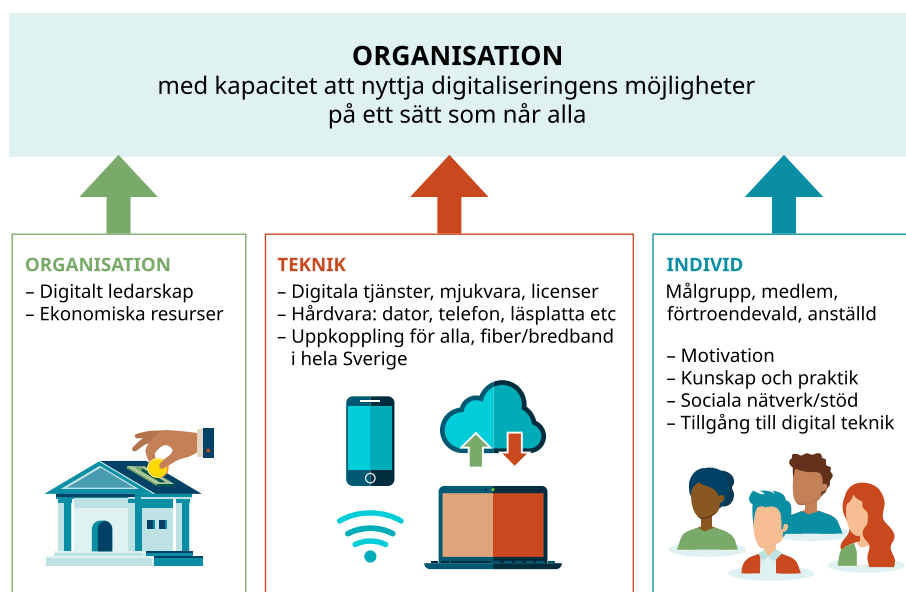 ORGANISATION
med kapacitet att nyttja digitaliseringens möjligheter
på ett sätt som når alla
ORGANISATION
– Digitalt ledarskap
– Ekonomiska resurser
TEKNIK
– Digitala tjänster, mjukvara, licenser
– Hårdvara: dator, telefon, läsplatta etc
– Uppkoppling för alla, fiber/bredband
i hela Sverige
INDIVID
Målgrupp, medlem,
förtroendevald, anställd
– Motivation
– Kunskap och praktik
– Sociala nätverk/stöd
– Tillgång till digital teknik